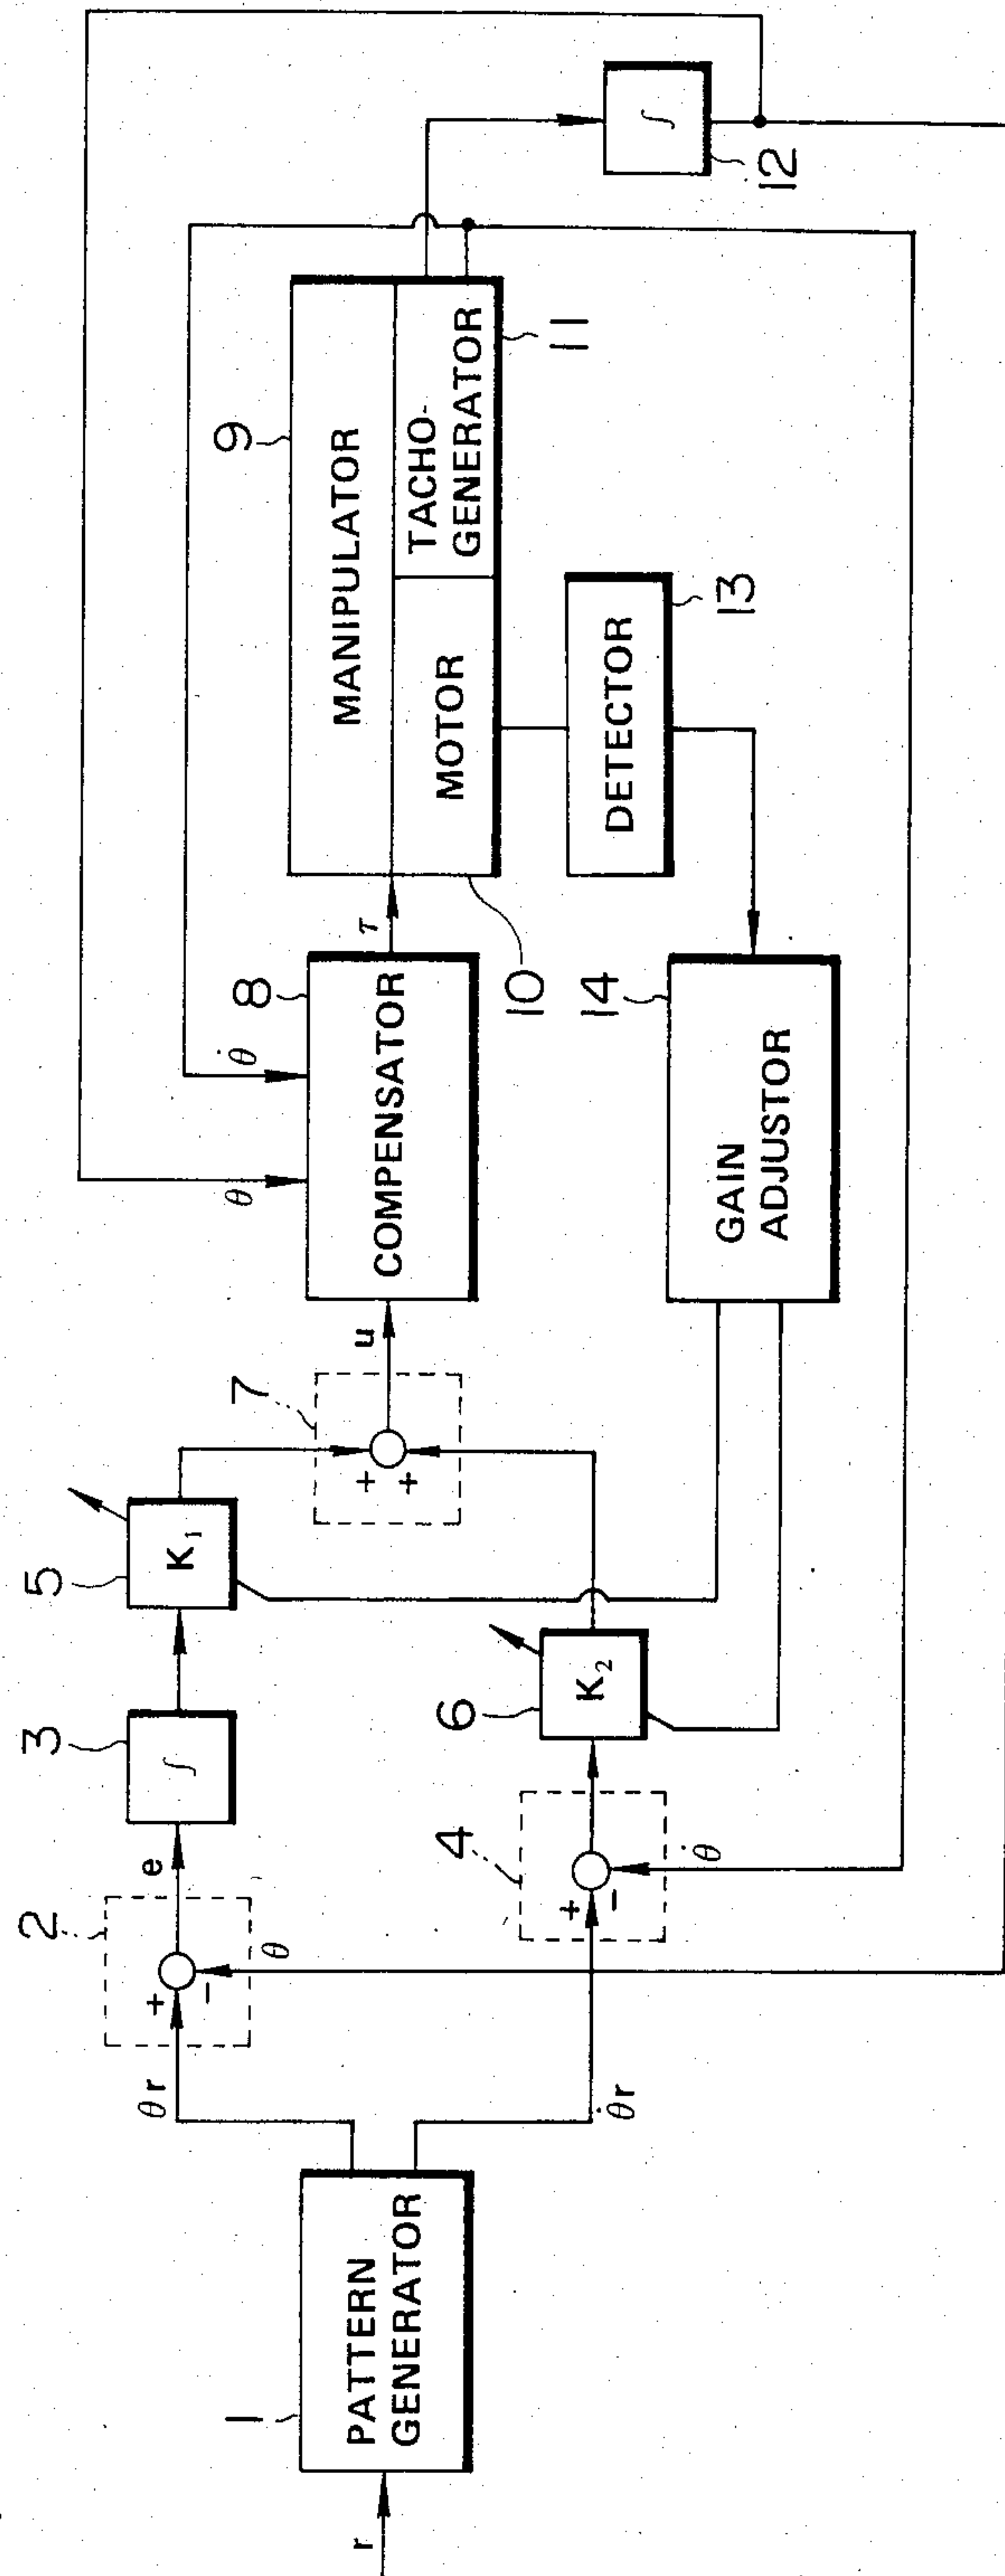 r
1
PATTERN
GENERATOR
θr
θ̇r
2
+
−
θ
e
3
∫
5
K₁
4
+
−
θ̇
6
K₂
7
+
+
u
8
COMPENSATOR
θ
θ̇
τ
9
MANIPULATOR
10
MOTOR
TACHO-
GENERATOR
11
∫
12
DETECTOR
13
14
GAIN
ADJUSTOR